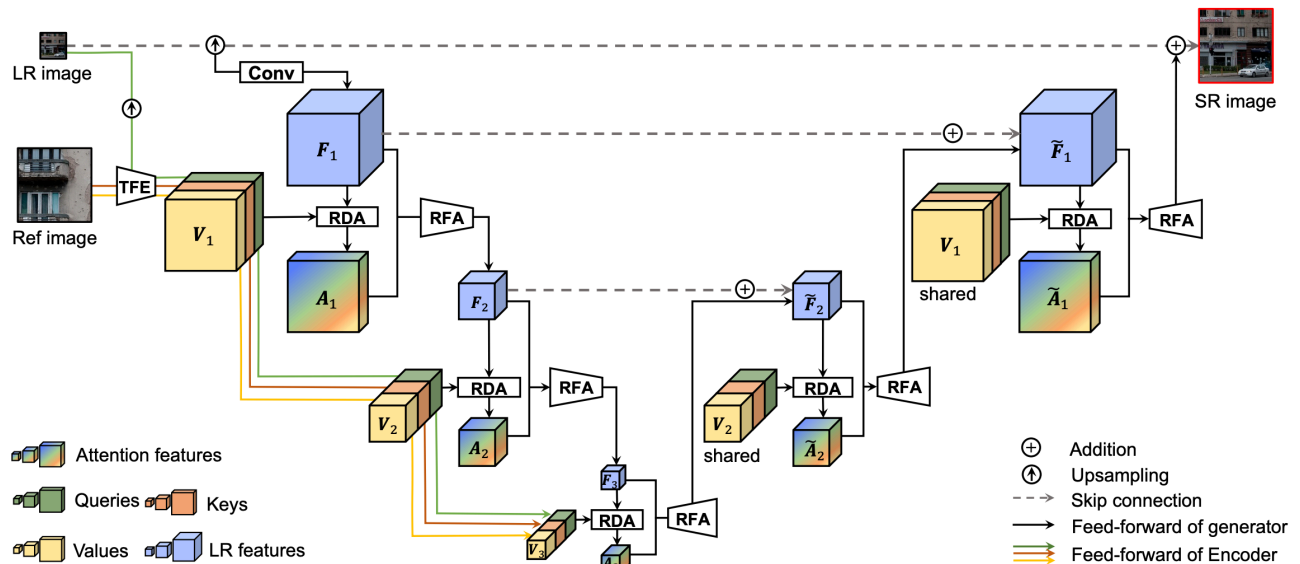 LR image
Conv
SR image
Ref image
TFE
V₁
F₁
RDA
A₁
RFA
F₂
V₂
RDA
A₂
RFA
F₃
V₃
RDA
RFA
F̃₂
V₂
shared
RDA
Ã₂
RFA
F̃₁
V₁
shared
RDA
Ã₁
RFA
Attention features
Queries
Keys
Values
LR features
Addition
Upsampling
Skip connection
Feed-forward of generator
Feed-forward of Encoder